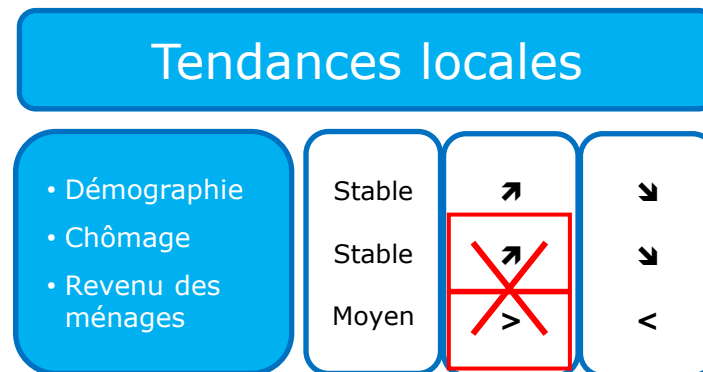 Tendances locales
• Démographie
Stable ↗ ↘
• Chômage
Stable ↗ ↘
• Revenu des
ménages
Moyen > <